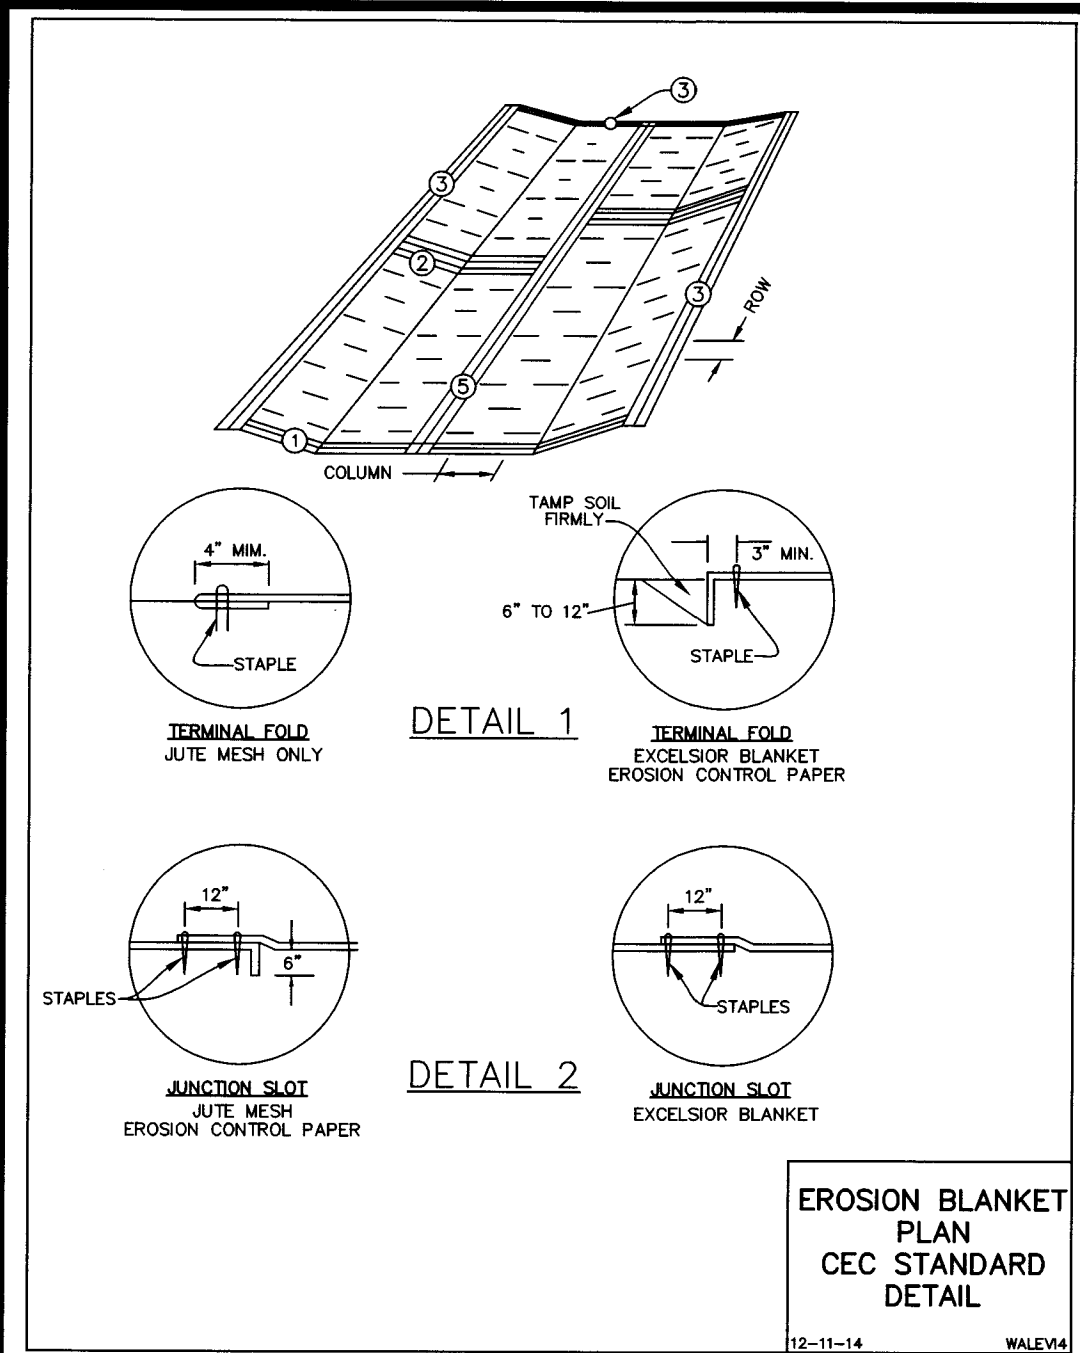 3
3
2
3
ROW
5
1
COLUMN
4" MIM.
STAPLE
TERMINAL FOLD
JUTE MESH ONLY
DETAIL 1
TAMP SOIL
FIRMLY
3" MIN.
6" TO 12"
STAPLE
TERMINAL FOLD
EXCELSIOR BLANKET
EROSION CONTROL PAPER
12"
6"
STAPLES
JUNCTION SLOT
JUTE MESH
EROSION CONTROL PAPER
DETAIL 2
12"
STAPLES
JUNCTION SLOT
EXCELSIOR BLANKET
EROSION BLANKET
PLAN
CEC STANDARD
DETAIL
12-11-14 WALEV14